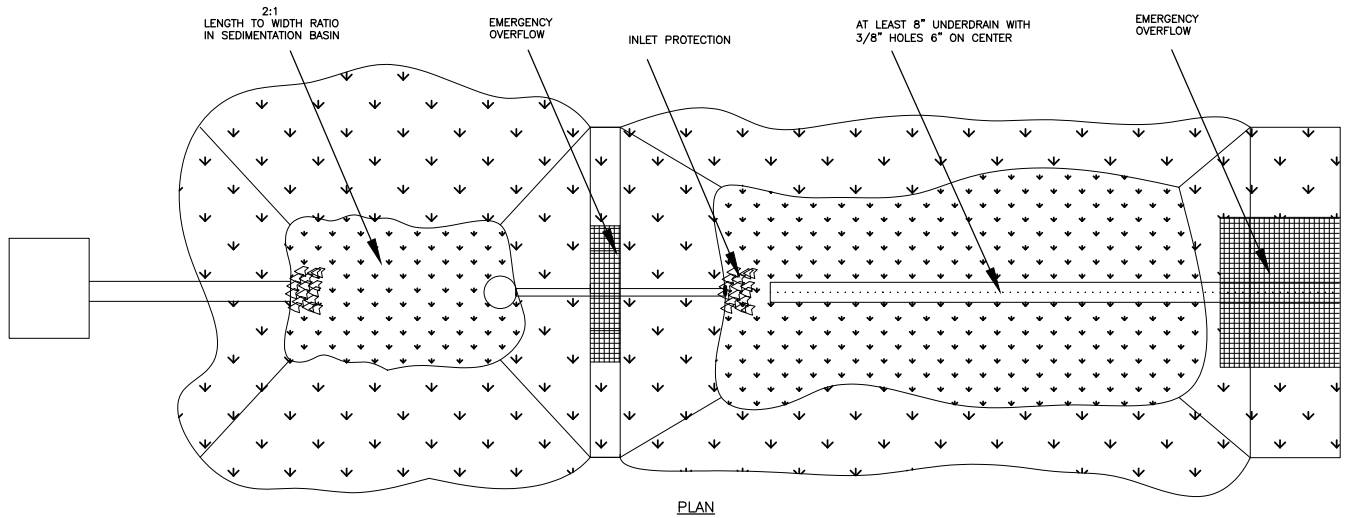 2:1
LENGTH TO WIDTH RATIO
IN SEDIMENTATION BASIN
EMERGENCY
OVERFLOW
INLET PROTECTION
AT LEAST 8" UNDERDRAIN WITH
3/8" HOLES 6" ON CENTER
EMERGENCY
OVERFLOW
PLAN